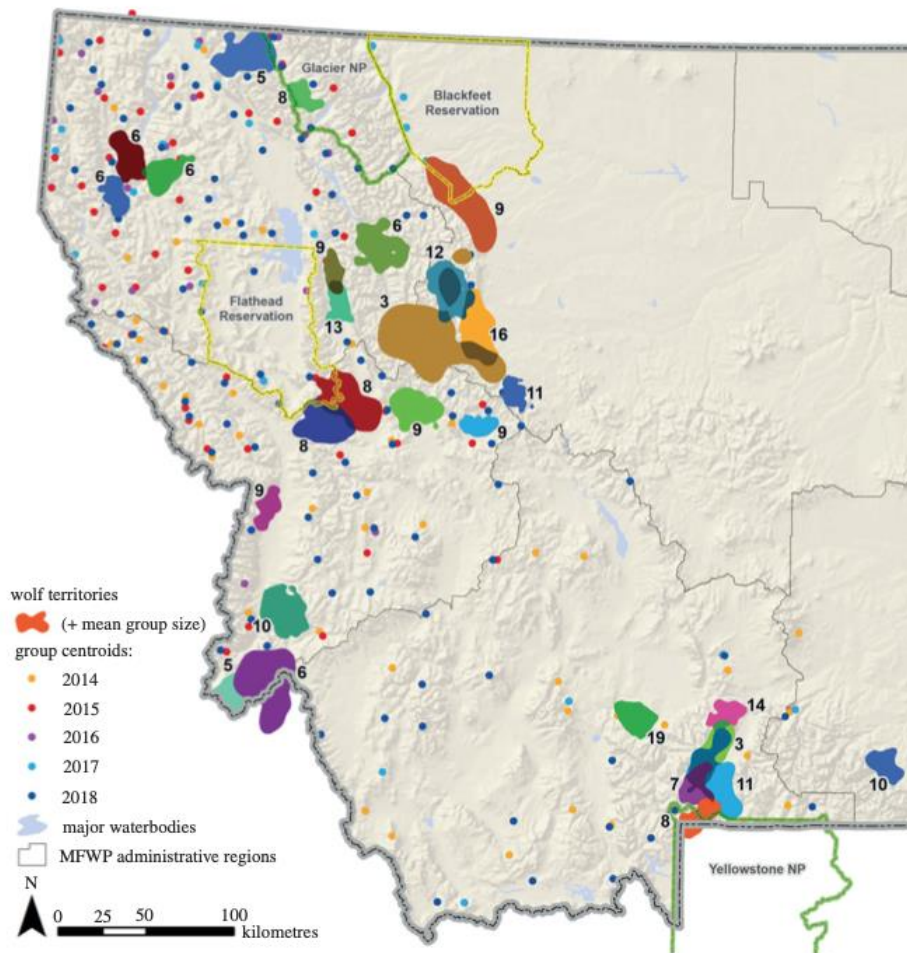 Glacier NP
5
8
Blackfeet
Reservation
6
6
6
9
6
9
12
3
Flathead
Reservation
13
16
8
11
9
9
8
9
wolf territories
(+ mean group size)
10
group centroids:
5
6
2014
2015
14
2016
19
3
2017
7
11
10
2018
8
major waterbodies
MFWP administrative regions
Yellowstone NP
N
0 25 50 100
kilometres